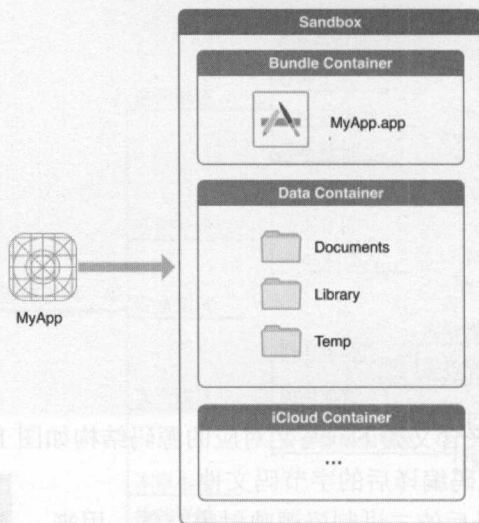 Sandbox
Bundle Container
MyApp.app
Data Container
Documents
Library
Temp
MyApp
iCloud Container
...